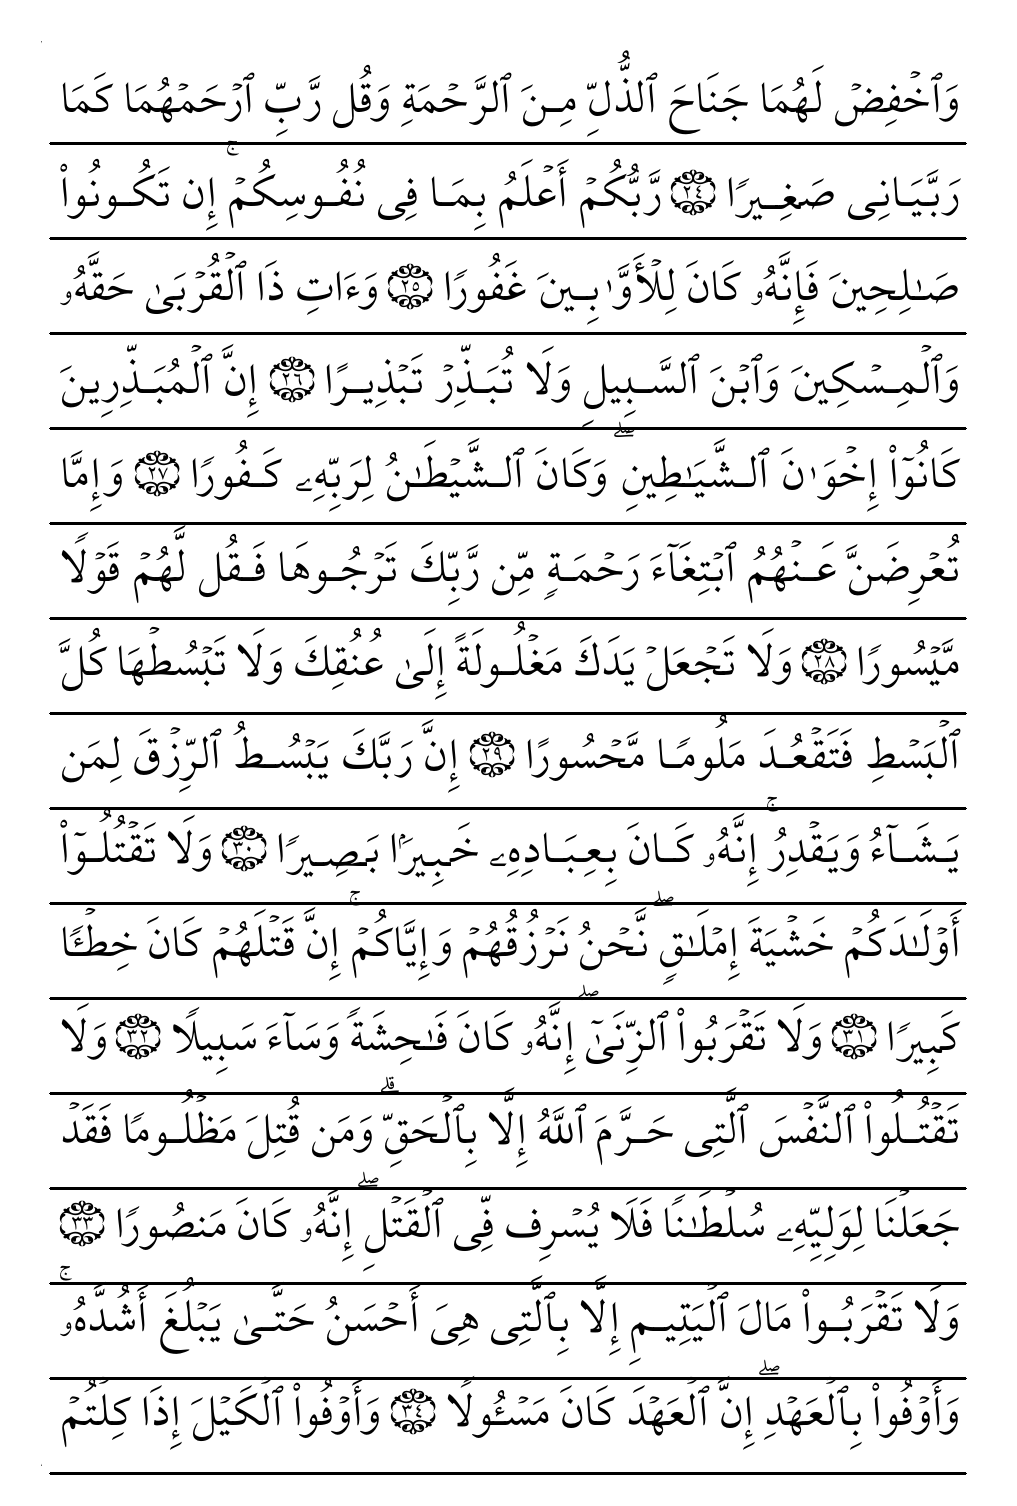 وَٱخْفِضْ لَهُمَا جَنَاحَ ٱلذُّلِّ مِنَ ٱلرَّحْمَةِ وَقُل رَّبِّ ٱرْحَمْهُمَا كَمَا
رَبَّيَانِى صَغِيرًا ٢٤ رَّبُّكُمْ أَعْلَمُ بِمَا فِى نُفُوسِكُمْ ۚ إِن تَكُونُوا۟
صَـٰلِحِينَ فَإِنَّهُۥ كَانَ لِلْأَوَّٰبِينَ غَفُورًا ٢٥ وَءَاتِ ذَا ٱلْقُرْبَىٰ حَقَّهُۥ
وَٱلْمِسْكِينَ وَٱبْنَ ٱلسَّبِيلِ وَلَا تُبَذِّرْ تَبْذِيرًا ٢٦ إِنَّ ٱلْمُبَذِّرِينَ
كَانُوٓا۟ إِخْوَٰنَ ٱلشَّيَـٰطِينِ ۖ وَكَانَ ٱلشَّيْطَـٰنُ لِرَبِّهِۦ كَفُورًا ٢٧ وَإِمَّا
تُعْرِضَنَّ عَنْهُمُ ٱبْتِغَآءَ رَحْمَةٍ مِّن رَّبِّكَ تَرْجُوهَا فَقُل لَّهُمْ قَوْلًا
مَّيْسُورًا ٢٨ وَلَا تَجْعَلْ يَدَكَ مَغْلُولَةً إِلَىٰ عُنُقِكَ وَلَا تَبْسُطْهَا كُلَّ
ٱلْبَسْطِ فَتَقْعُدَ مَلُومًا مَّحْسُورًا ٢٩ إِنَّ رَبَّكَ يَبْسُطُ ٱلرِّزْقَ لِمَن
يَشَآءُ وَيَقْدِرُ ۚ إِنَّهُۥ كَانَ بِعِبَادِهِۦ خَبِيرًۢا بَصِيرًا ٣٠ وَلَا تَقْتُلُوٓا۟
أَوْلَـٰدَكُمْ خَشْيَةَ إِمْلَـٰقٍ ۖ نَّحْنُ نَرْزُقُهُمْ وَإِيَّاكُمْ ۚ إِنَّ قَتْلَهُمْ كَانَ خِطْـًٔا
كَبِيرًا ٣١ وَلَا تَقْرَبُوا۟ ٱلزِّنَىٰٓ ۖ إِنَّهُۥ كَانَ فَـٰحِشَةً وَسَآءَ سَبِيلًا ٣٢ وَلَا
تَقْتُلُوا۟ ٱلنَّفْسَ ٱلَّتِى حَرَّمَ ٱللَّهُ إِلَّا بِٱلْحَقِّ ۗ وَمَن قُتِلَ مَظْلُومًا فَقَدْ
جَعَلْنَا لِوَلِيِّهِۦ سُلْطَـٰنًا فَلَا يُسْرِف فِّى ٱلْقَتْلِ ۖ إِنَّهُۥ كَانَ مَنصُورًا ٣٣
وَلَا تَقْرَبُوا۟ مَالَ ٱلْيَتِيمِ إِلَّا بِٱلَّتِى هِىَ أَحْسَنُ حَتَّىٰ يَبْلُغَ أَشُدَّهُۥ ۚ
وَأَوْفُوا۟ بِٱلْعَهْدِ ۖ إِنَّ ٱلْعَهْدَ كَانَ مَسْـُٔولًا ٣٤ وَأَوْفُوا۟ ٱلْكَيْلَ إِذَا كِلْتُمْ